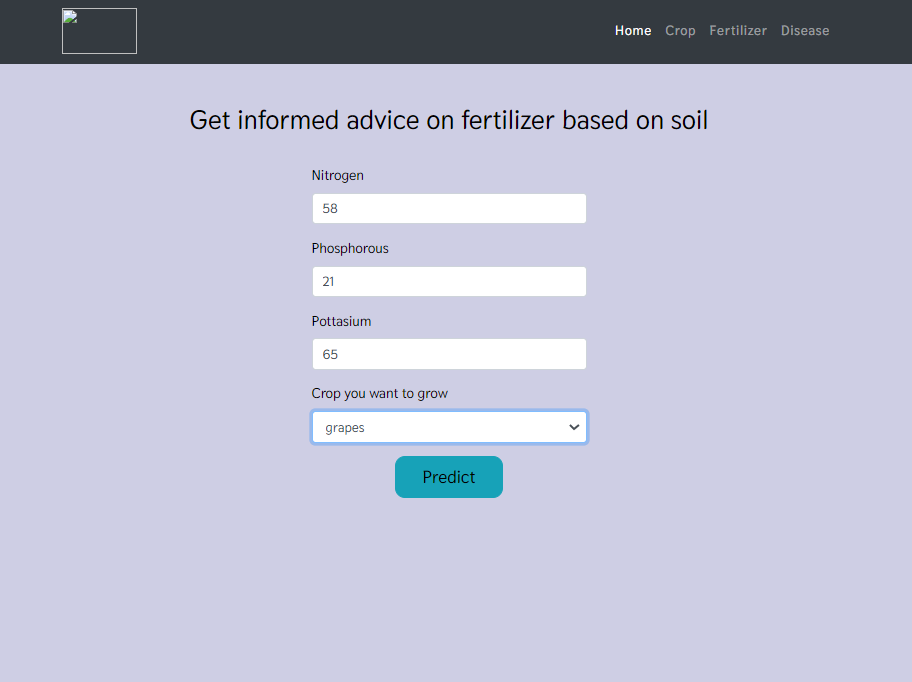 Home Crop Fertilizer Disease
Get informed advice on fertilizer based on soil
Nitrogen
58
Phosphorous
21
Pottasium
65
Crop you want to grow
grapes
Predict